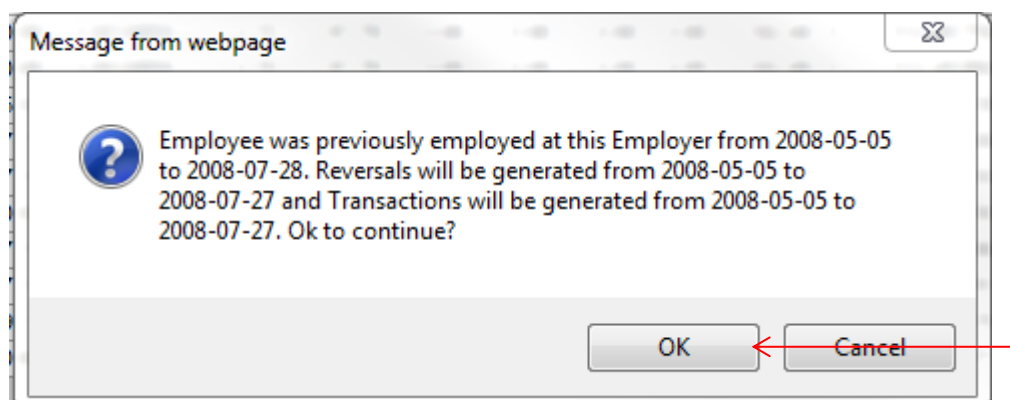 Message from webpage
Employee was previously employed at this Employer from 2008-05-05
to 2008-07-28. Reversals will be generated from 2008-05-05 to
2008-07-27 and Transactions will be generated from 2008-05-05 to
2008-07-27. Ok to continue?
OK
Cancel